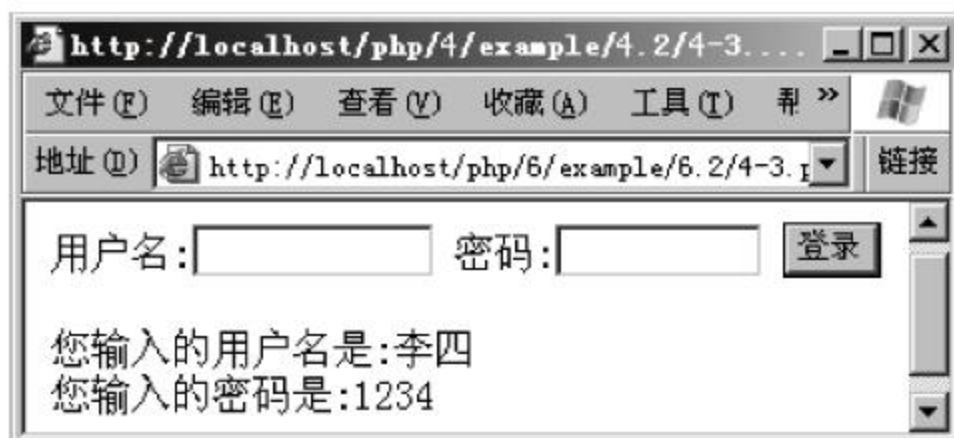 http://localhost/php/4/example/4.2/4-3....
文件(F) 编辑(E) 查看(V) 收藏(A) 工具(T) »
地址(D) http://localhost/php/6/example/6.2/4-3. 链接
用户名: 密码: 登录
您输入的用户名是:李四
您输入的密码是:1234